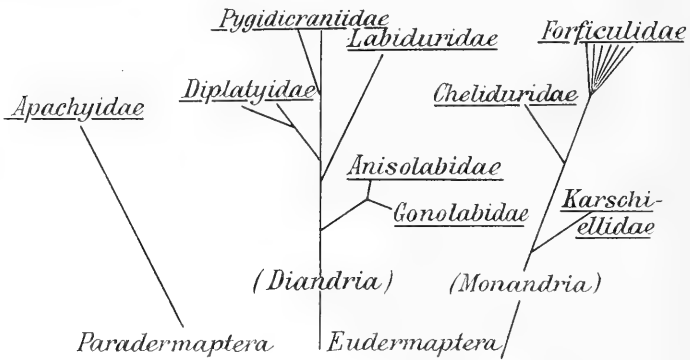 Pygidicraniidae
Labiduridae
Forficulidae
Diplatyidae
Cheliduridae
Apachyidae
Anisolabidae
Gonolabidae
Karschi-
ellidae
(Diandria)
(Monandria)
Paradermaptera
Eudermaptera